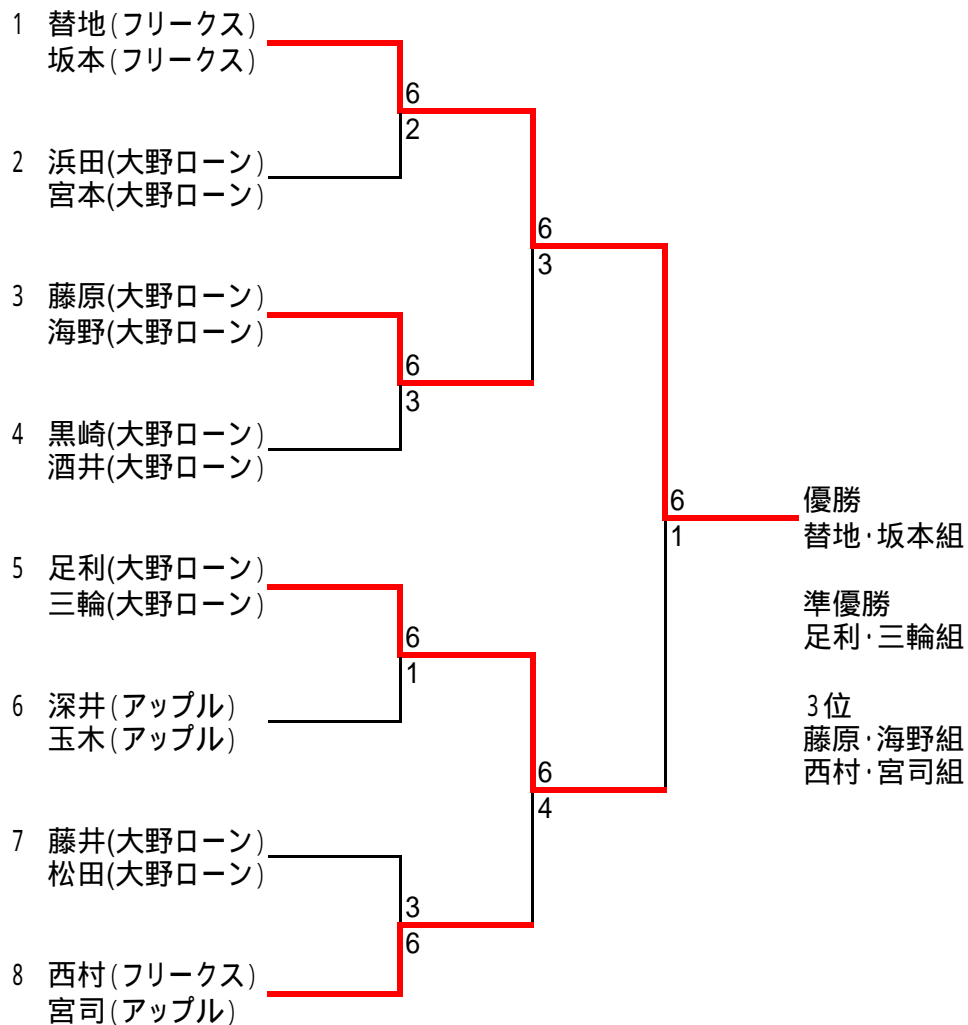 1 替地(フリークス)
坂本(フリークス)
6
2
2 浜田(大野ローン)
宮本(大野ローン)
6
3
3 藤原(大野ローン)
海野(大野ローン)
6
3
4 黒崎(大野ローン)
酒井(大野ローン)
6
1
優勝
替地・坂本組
5 足利(大野ローン)
三輪(大野ローン)
準優勝
足利・三輪組
6
1
6 深井(アップル)
玉木(アップル)
3位
藤原・海野組
西村・宮司組
6
4
7 藤井(大野ローン)
松田(大野ローン)
3
6
8 西村(フリークス)
宮司(アップル)